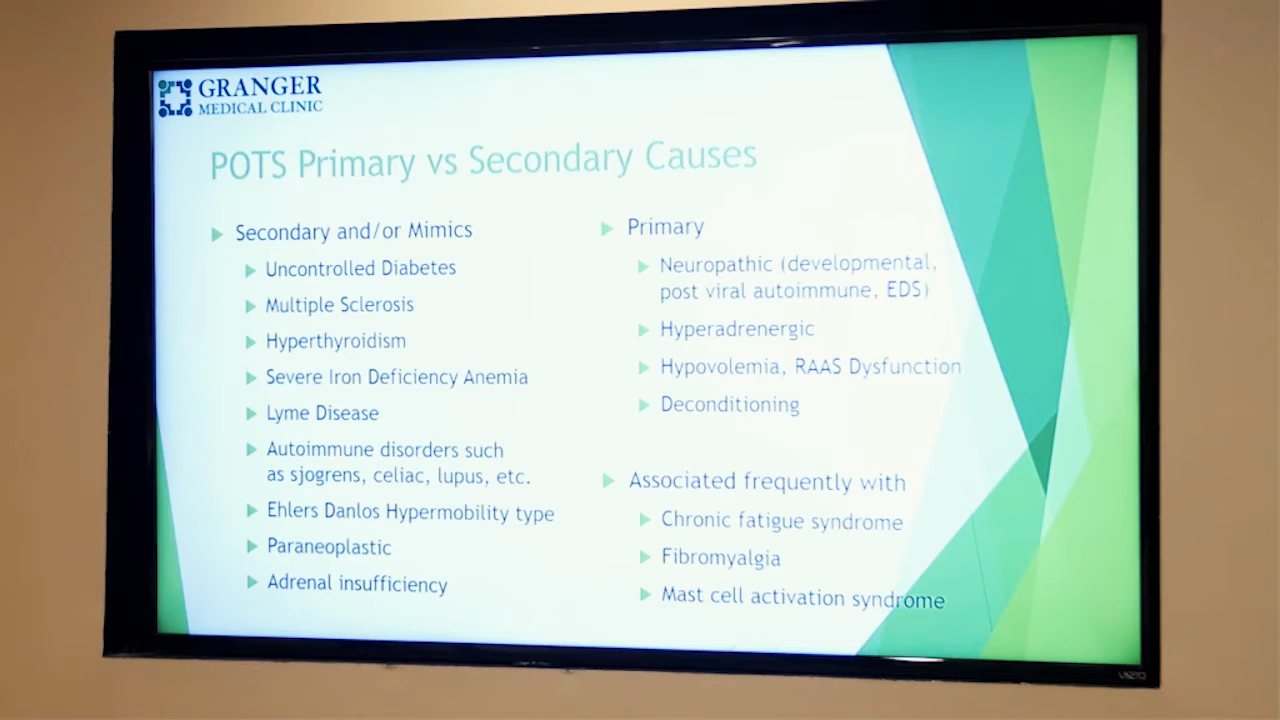 GRANGER
MEDICAL CLINIC
POTS Primary vs Secondary Causes
Secondary and/or Mimics
Uncontrolled Diabetes
Multiple Sclerosis
Hyperthyroidism
Severe Iron Deficiency Anemia
Lyme Disease
Autoimmune disorders such
as sjogrens, celiac, lupus, etc.
Ehlers Danlos Hypermobility type
Paraneoplastic
Adrenal insufficiency
Primary
Neuropathic (developmental,
post viral autoimmune, EDS)
Hyperadrenergic
Hypovolemia, RAAS Dysfunction
Deconditioning
Associated frequently with
Chronic fatigue syndrome
Fibromyalgia
Mast cell activation syndrome
VIZIO